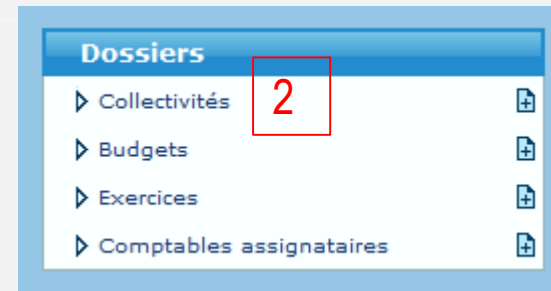 Dossiers
Collectivités
2
Budgets
Exercices
Comptables assignataires